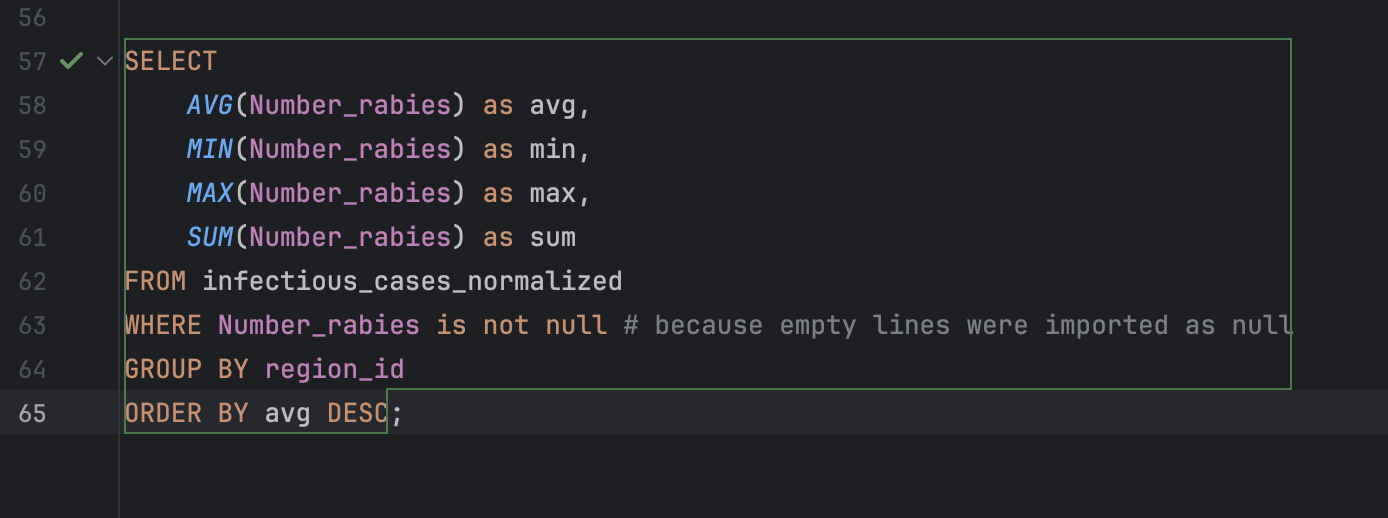 56
57 SELECT
58 AVG(Number_rabies) as avg,
59 MIN(Number_rabies) as min,
60 MAX(Number_rabies) as max,
61 SUM(Number_rabies) as sum
62 FROM infectious_cases_normalized
63 WHERE Number_rabies is not null # because empty lines were imported as null
64 GROUP BY region_id
65 ORDER BY avg DESC;